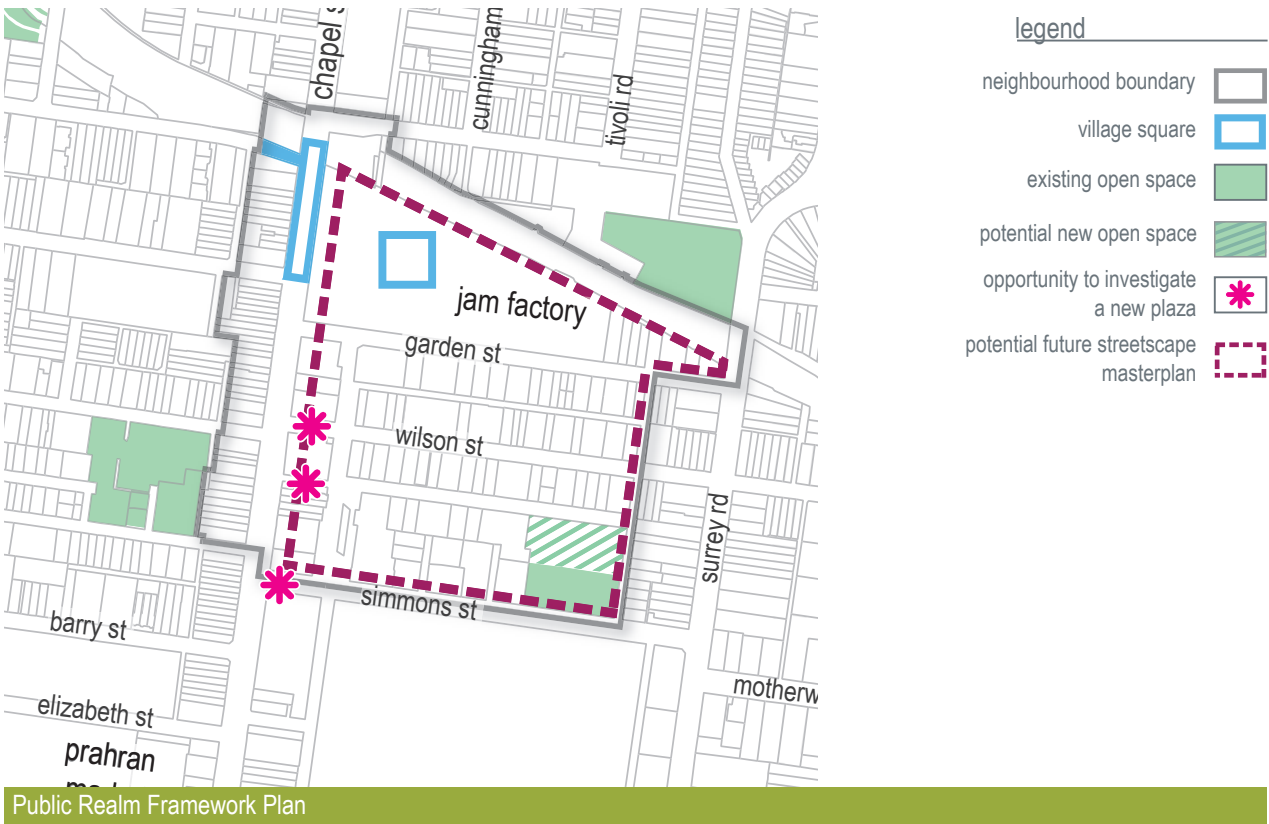 chapel s
cunningham
tivoli rd
jam factory
garden st
wilson st
surrey rd
simmons st
barry st
motherw
elizabeth st
prahran
legend
neighbourhood boundary
village square
existing open space
potential new open space
opportunity to investigate
a new plaza
potential future streetscape
masterplan
Public Realm Framework Plan